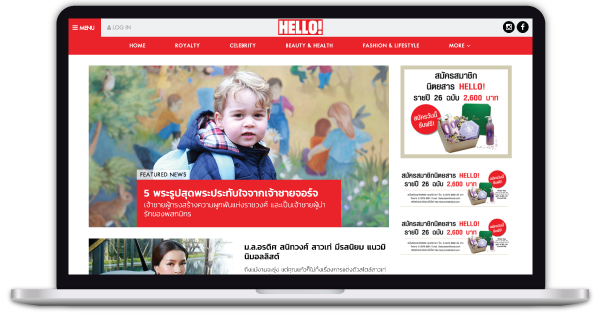 MENU
LOG IN
HELLO!
HOME
ROYALTY
CELEBRITY
BEAUTY & HEALTH
FASHION & LIFESTYLE
MORE
FEATURED NEWS
5 พระรูปสุดพระประทับใจจากเจ้าชายจอร์จ
เจ้าชายผู้ทรงสร้างความผูกพันแห่งราชวงศ์ และเป็นเจ้าชายผู้น่า
รักของพสกนิกร
ม.ล.อรดิศ สนิทวงศ์ สาวเท่ มีรสนิยม แนวมิ
นิมอลลิสต์
สมัครสมาชิก
นิตยสาร HELLO!
รายปี 26 ฉบับ 2,600 บาท
สมัครวันนี้
รับฟรี!
สมัครสมาชิกนิตยสาร HELLO!
รายปี 26 ฉบับ 2,600 บาท
สมัครสมาชิกนิตยสาร HELLO!
รายปี 26 ฉบับ 2,600 บาท